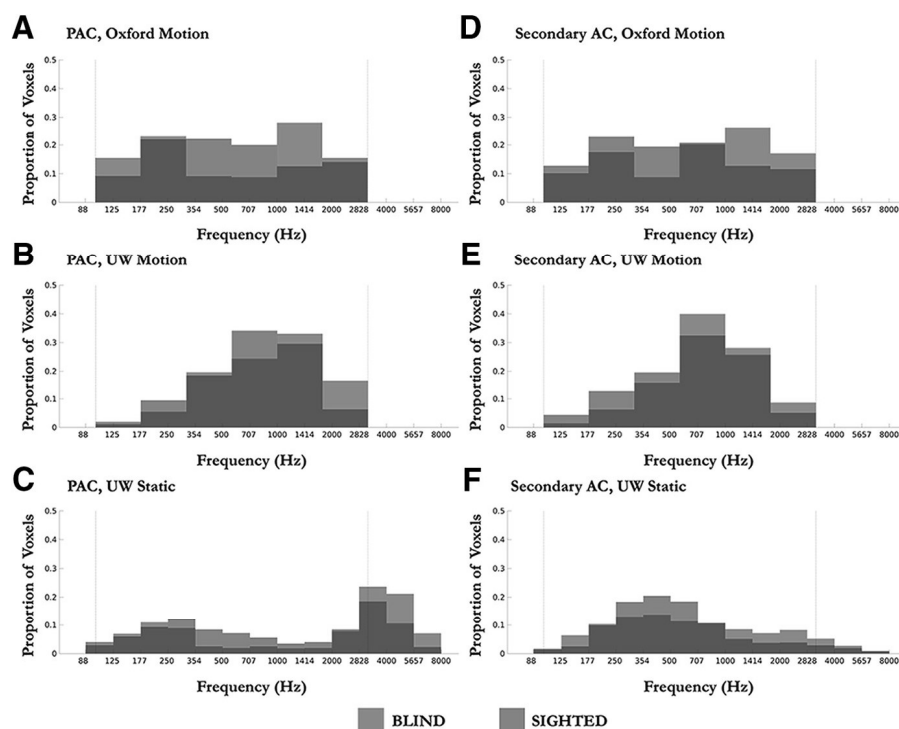 A PAC, Oxford Motion
Proportion of Voxels
0.5
0.4
0.3
0.2
0.1
0
88 125 177 250 354 500 707 1000 1414 2000 2828 4000 5657 8000
Frequency (Hz)
D Secondary AC, Oxford Motion
Proportion of Voxels
0.5
0.4
0.3
0.2
0.1
0
88 125 177 250 354 500 707 1000 1414 2000 2828 4000 5657 8000
Frequency (Hz)
B PAC, UW Motion
Proportion of Voxels
0.5
0.4
0.3
0.2
0.1
0
88 125 177 250 354 500 707 1000 1414 2000 2828 4000 5657 8000
Frequency (Hz)
E Secondary AC, UW Motion
Proportion of Voxels
0.5
0.4
0.3
0.2
0.1
0
88 125 177 250 354 500 707 1000 1414 2000 2828 4000 5657 8000
Frequency (Hz)
C PAC, UW Static
Proportion of Voxels
0.5
0.4
0.3
0.2
0.1
0
88 125 177 250 354 500 707 1000 1414 2000 2828 4000 5657 8000
Frequency (Hz)
F Secondary AC, UW Static
Proportion of Voxels
0.5
0.4
0.3
0.2
0.1
0
88 125 177 250 354 500 707 1000 1414 2000 2828 4000 5657 8000
Frequency (Hz)
BLIND SIGHTED